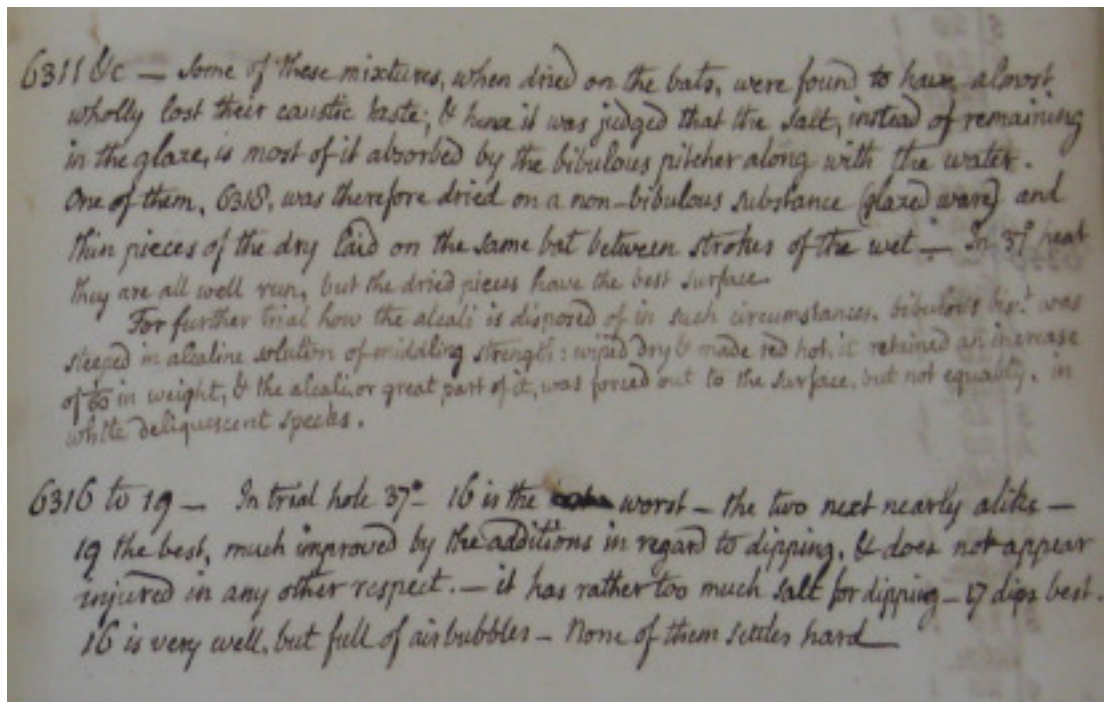 6311 &c — Some of these mixtures, when dried on the bats, were found to have almost
wholly lost their caustic taste; & hence it was judged that the salt, instead of remaining
in the glaze, is most of it absorbed by the bibulous pitcher along with the water.
One of them, 6318, was therefore dried on a non-bibulous substance (glazed ware) and
thin pieces of the dry laid on the same bat between strokes of the wet — In 37° heat
they are all well run, but the dried pieces have the best surface
For further trial how the alcali is disposed of in such circumstances, bibulous bist. was
steeped in alcaline solution of middling strength: wiped dry & made red hot, it retained an increase
of 1/60 in weight, & the alcali, or great part of it, was forced out to the surface, but not equably, in
white deliquescent specks.
6316 to 19 — In trial hole 37° — 16 is the worst — the two next nearly alike —
19 the best, much improved by the additions in regard to dipping, & does not appear
injured in any other respect. — it has rather too much salt for dipping — 17 dips best.
16 is very well, but full of airbubbles — None of them settles hard —